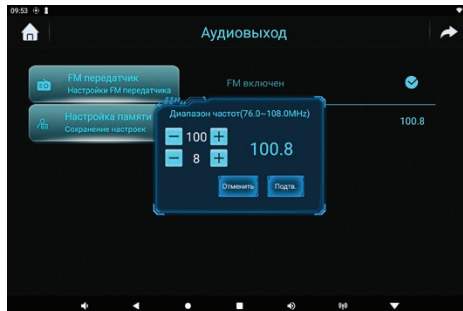 09:53
Аудиовыход
FM передатчик
Настройки FM передатчика
FM включен
Настройка памяти
Сохранение настроек
100.8
Диапазон частот(76.0~108.0MHz)
100
8
100.8
Отменить
Подтв.